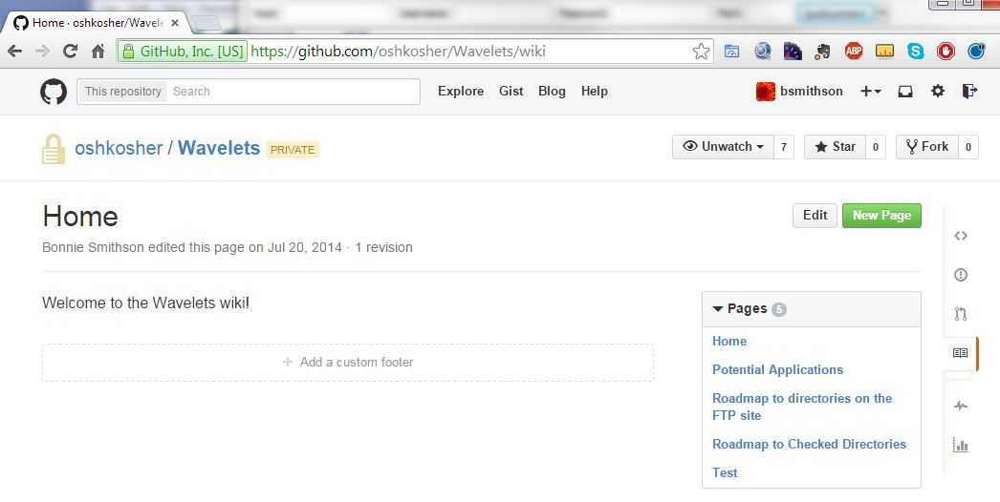 Home · oshkosher/Wavele
GitHub, Inc. [US] https://github.com/oshkosher/Wavelets/wiki
ABP
This repository Search Explore Gist Blog Help bsmithson
oshkosher / Wavelets PRIVATE Unwatch 7 Star 0 Fork 0
Home Edit New Page
Bonnie Smithson edited this page on Jul 20, 2014 · 1 revision
Welcome to the Wavelets wiki!
Add a custom footer
Pages 5
Home
Potential Applications
Roadmap to directories on the
FTP site
Roadmap to Checked Directories
Test